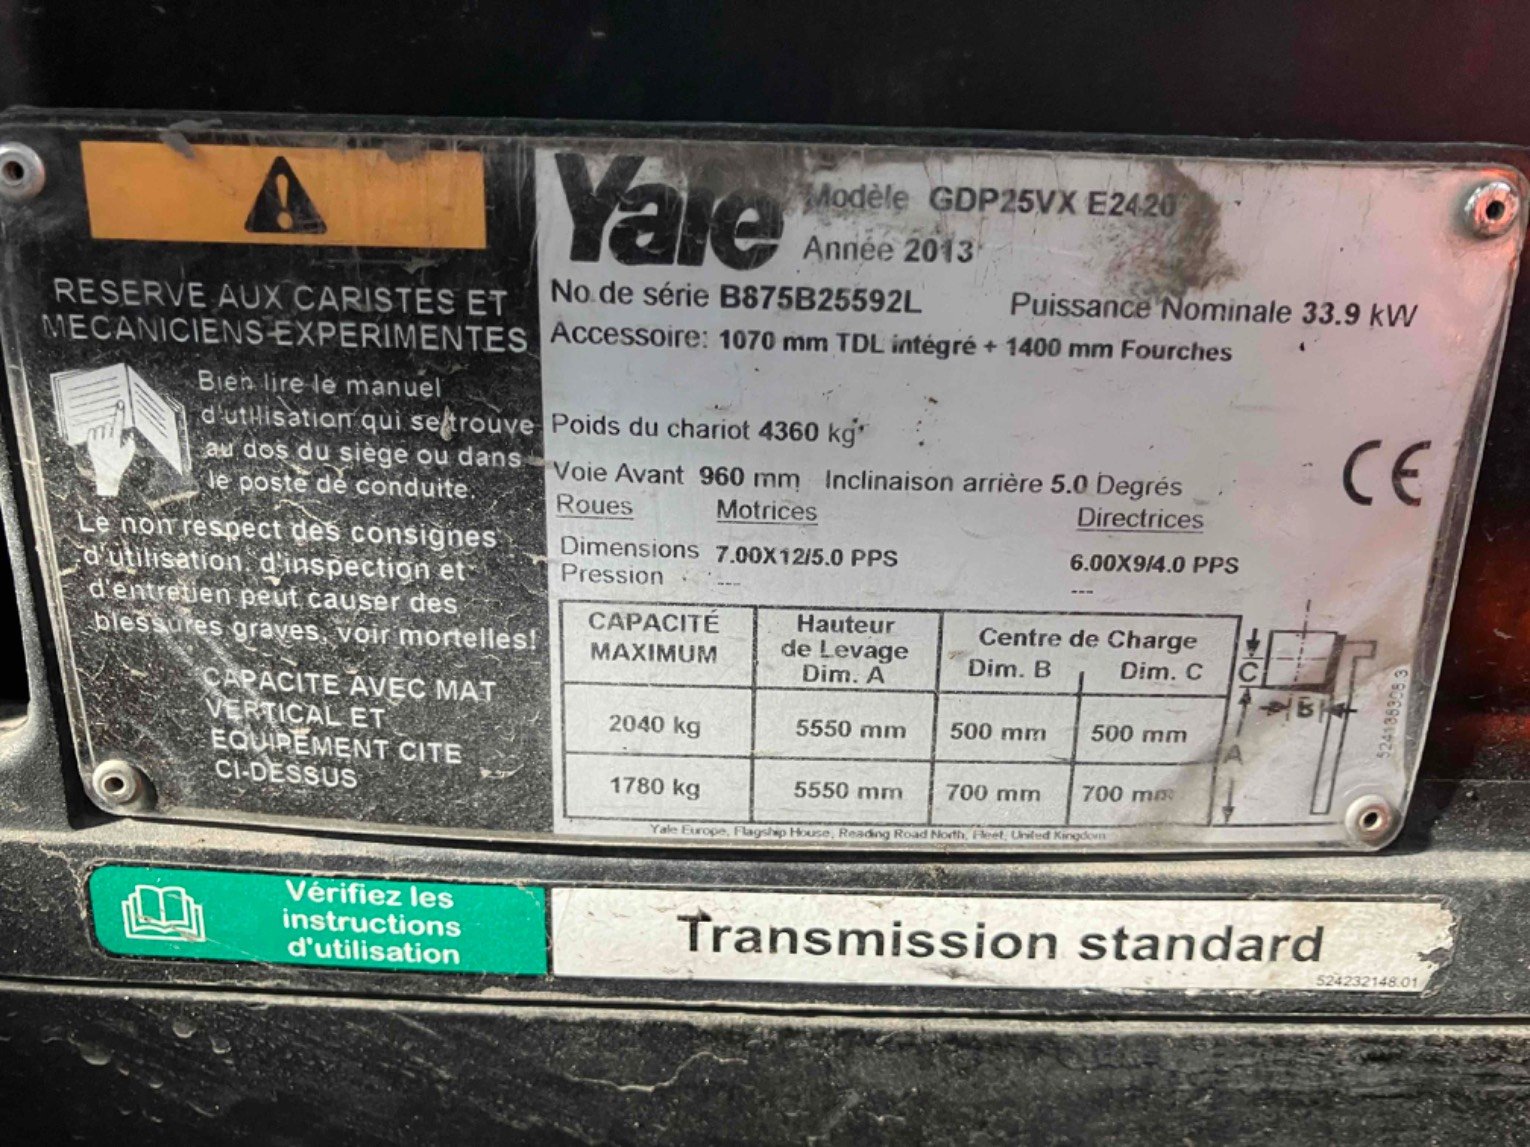 RESERVE AUX CARISTES ET
MECANICIENS EXPERIMENTES
Bien lire le manuel
d'utilisation qui se trouve
au dos du siège ou dans
le poste de conduite.
Le non respect des consignes
d'utilisation, d'inspection et
d'entretien peut causer des
blessures graves, voir mortelles!
CAPACITE AVEC MAT
VERTICAL ET
EQUIPEMENT CITE
CI-DESSUS
Yale
Modèle GDP25VX E2420
Année 2013
No. de série B875B25592L Puissance Nominale 33.9 kW
Accessoire: 1070 mm TDL intégré + 1400 mm Fourches
Poids du chariot 4360 kg
CE
Voie Avant 960 mm Inclinaison arrière 5.0 Degrés
Roues Motrices Directrices
Dimensions 7.00X12/5.0 PPS 6.00X9/4.0 PPS
Pression --- ---
CAPACITÉ MAXIMUM
Hauteur de Levage Dim. A
Centre de Charge
Dim. B Dim. C
2040 kg 5550 mm 500 mm 500 mm
1780 kg 5550 mm 700 mm 700 mm
C
B
A
Yale Europe, Flagship House, Reading Road North, Fleet, United Kingdom
Vérifiez les
instructions
d'utilisation
Transmission standard
524232148.01